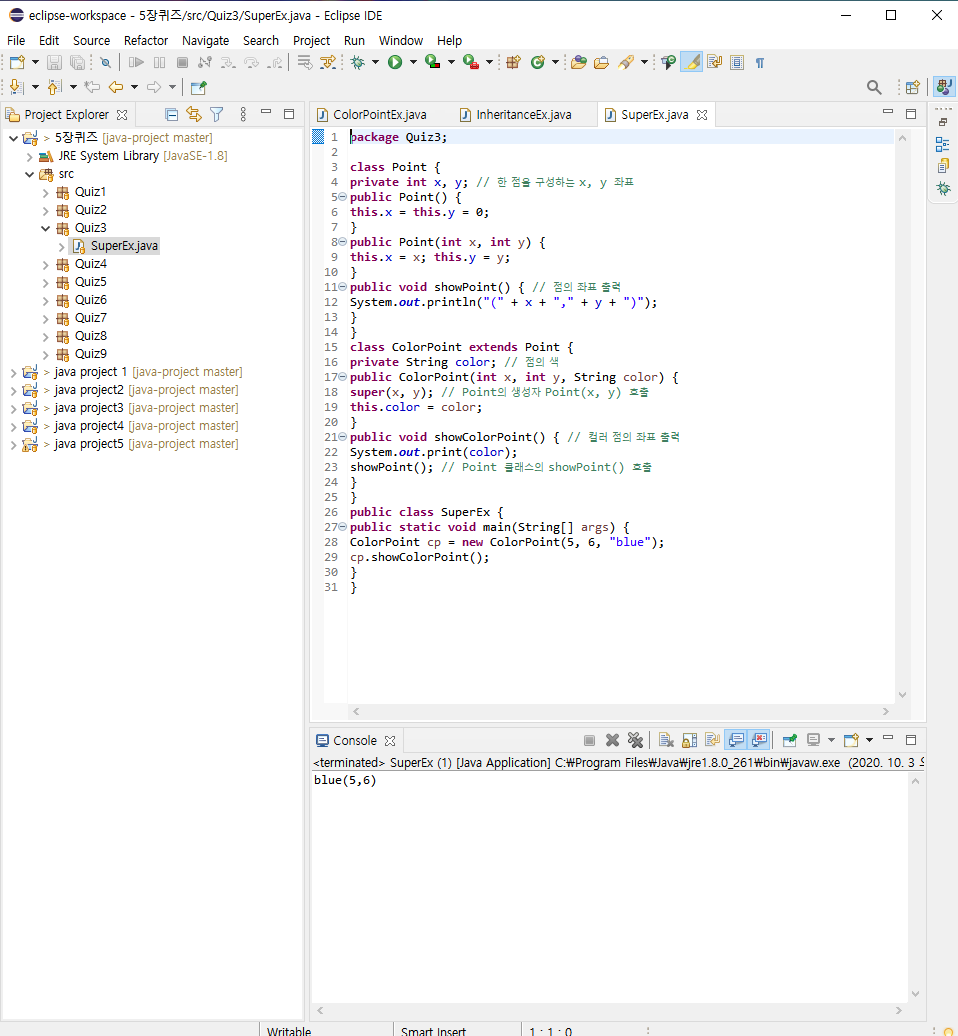 eclipse-workspace - 5장퀴즈/src/Quiz3/SuperEx.java - Eclipse IDE
File Edit Source Refactor Navigate Search Project Run Window Help
Project Explorer
> 5장퀴즈 [java-project master]
JRE System Library [JavaSE-1.8]
src
Quiz1
Quiz2
Quiz3
SuperEx.java
Quiz4
Quiz5
Quiz6
Quiz7
Quiz8
Quiz9
> java project 1 [java-project master]
> java project2 [java-project master]
> java project3 [java-project master]
> java project4 [java-project master]
> java project5 [java-project master]
ColorPointEx.java InheritanceEx.java SuperEx.java
1 package Quiz3;
2
3 class Point {
4 private int x, y; // 한 점을 구성하는 x, y 좌표
5 public Point() {
6 this.x = this.y = 0;
7 }
8 public Point(int x, int y) {
9 this.x = x; this.y = y;
10 }
11 public void showPoint() { // 점의 좌표 출력
12 System.out.println("(" + x + "," + y + ")");
13 }
14 }
15 class ColorPoint extends Point {
16 private String color; // 점의 색
17 public ColorPoint(int x, int y, String color) {
18 super(x, y); // Point의 생성자 Point(x, y) 호출
19 this.color = color;
20 }
21 public void showColorPoint() { // 컬러 점의 좌표 출력
22 System.out.print(color);
23 showPoint(); // Point 클래스의 showPoint() 호출
24 }
25 }
26 public class SuperEx {
27 public static void main(String[] args) {
28 ColorPoint cp = new ColorPoint(5, 6, "blue");
29 cp.showColorPoint();
30 }
31 }
Console
<terminated> SuperEx (1) [Java Application] C:₩Program Files₩Java₩jre1.8.0_261₩bin₩javaw.exe (2020. 10. 3
blue(5,6)
Writable Smart Insert 1 : 1 : 0